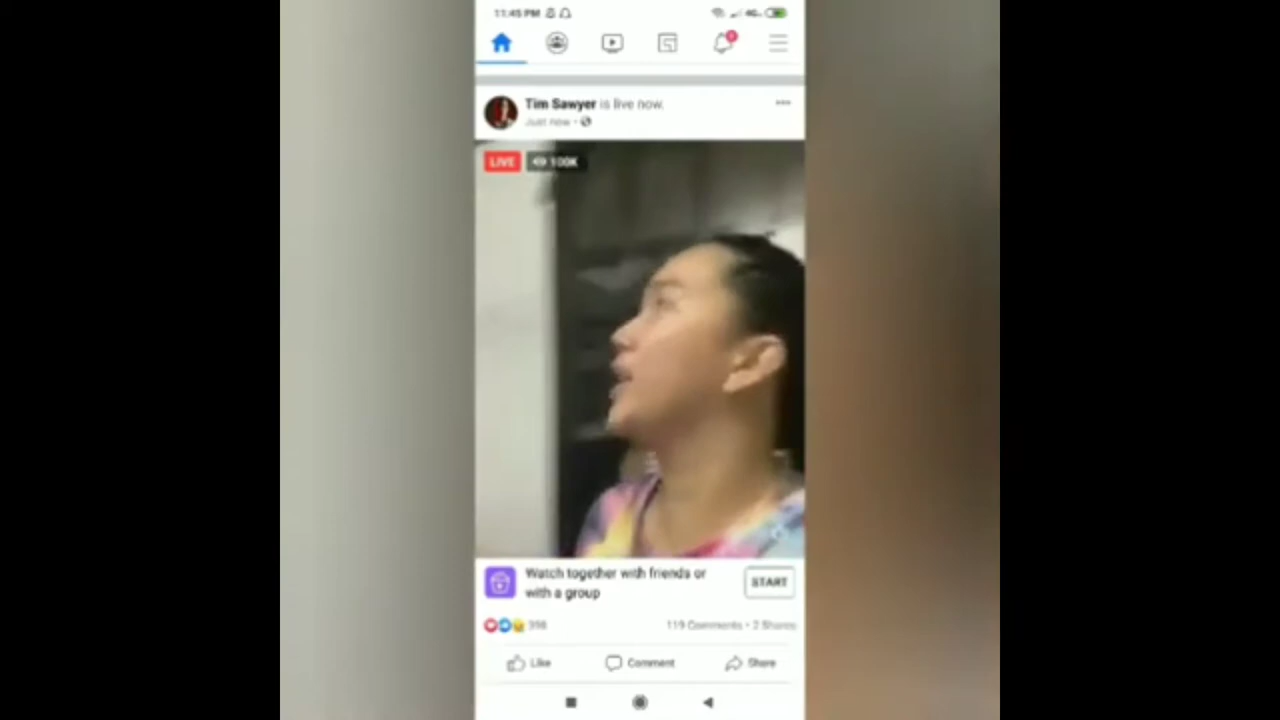 11:45 PM
4G
Tim Sawyer is live now.
Just now
LIVE 100K
Watch together with friends or
with a group
START
398
119 Comments • 2 Shares
Like Comment Share